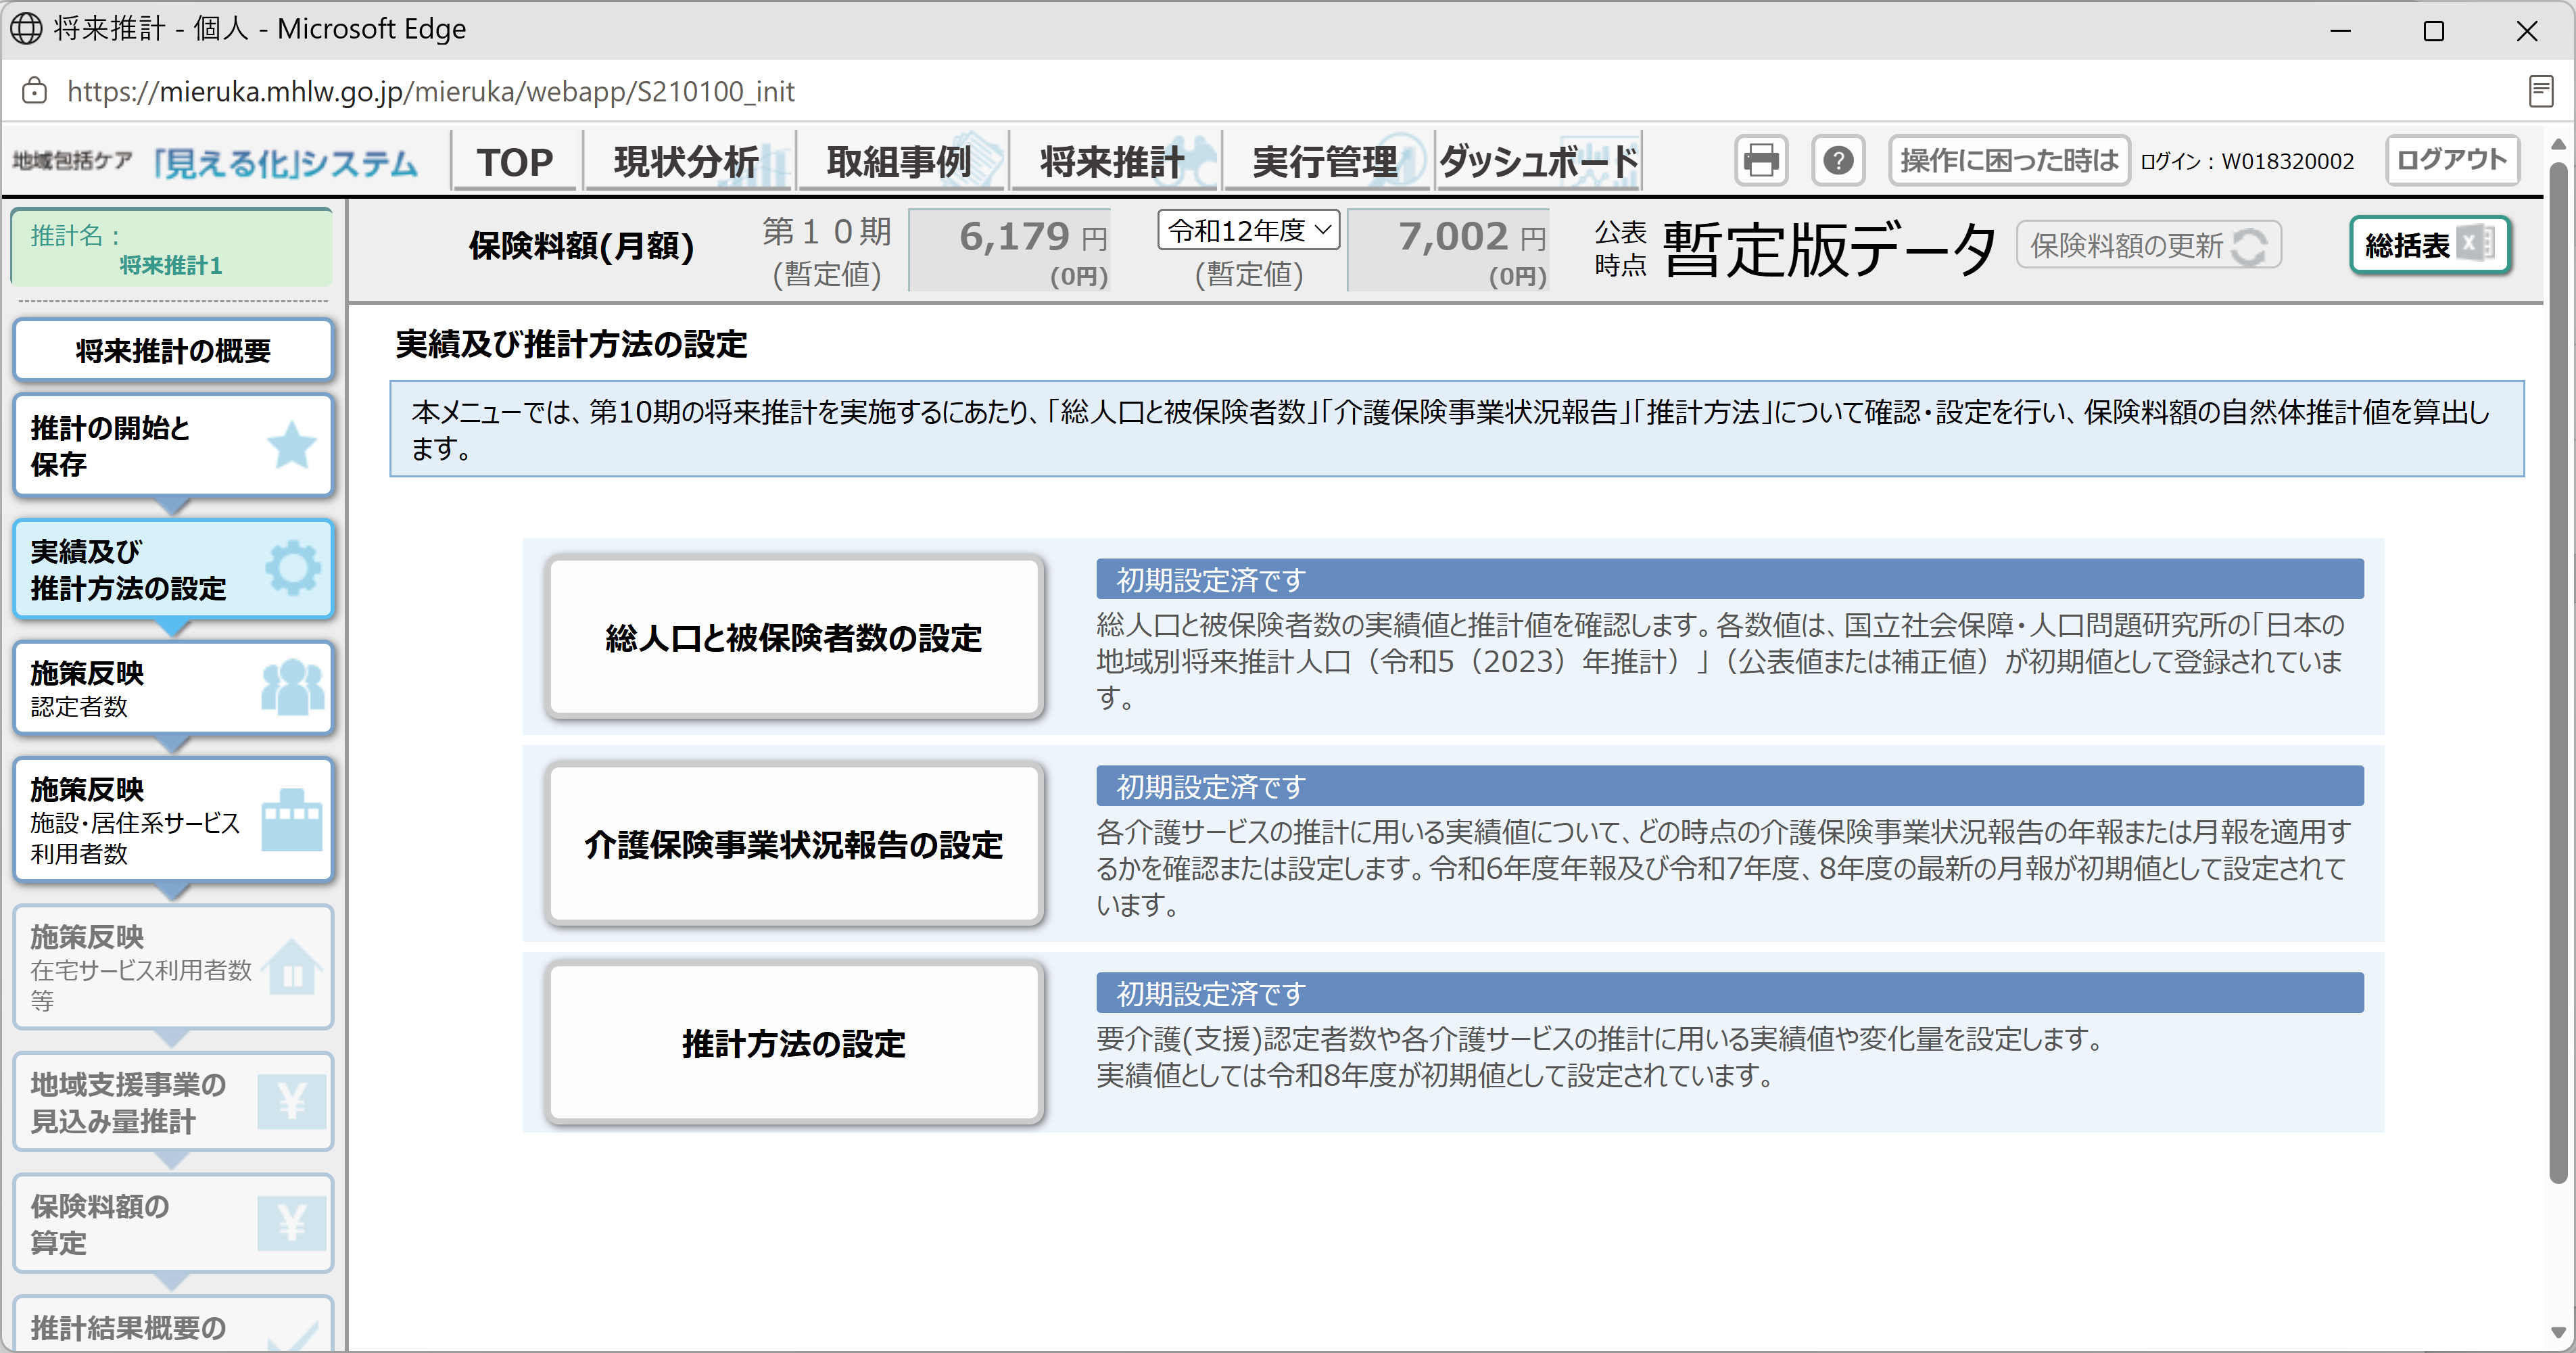 将来推計 - 個人 - Microsoft Edge
https://mieruka.mhlw.go.jp/mieruka/webapp/S210100_init
地域包括ケア 「見える化」システム TOP 現状分析 取組事例 将来推計 実行管理 ダッシュボード ? 操作に困った時は ログイン：W018320002 ログアウト
推計名：
将来推計1
保険料額(月額) 第１０期 (暫定値) 6,179 円 (0円) 令和12年度 (暫定値) 7,002 円 (0円) 公表時点 暫定版データ 保険料額の更新 総括表
将来推計の概要
推計の開始と
保存
実績及び
推計方法の設定
施策反映
認定者数
施策反映
施設・居住系サービス
利用者数
施策反映
在宅サービス利用者数
等
地域支援事業の
見込み量推計
¥
保険料額の
算定
¥
推計結果概要の
実績及び推計方法の設定
本メニューでは、第10期の将来推計を実施するにあたり、「総人口と被保険者数」「介護保険事業状況報告」「推計方法」について確認・設定を行い、保険料額の自然体推計値を算出し
ます。
総人口と被保険者数の設定
初期設定済です
総人口と被保険者数の実績値と推計値を確認します。各数値は、国立社会保障・人口問題研究所の「日本の
地域別将来推計人口（令和5（2023）年推計）」（公表値または補正値）が初期値として登録されていま
す。
介護保険事業状況報告の設定
初期設定済です
各介護サービスの推計に用いる実績値について、どの時点の介護保険事業状況報告の年報または月報を適用す
るかを確認または設定します。令和6年度年報及び令和7年度、8年度の最新の月報が初期値として設定されて
います。
推計方法の設定
初期設定済です
要介護(支援)認定者数や各介護サービスの推計に用いる実績値や変化量を設定します。
実績値としては令和8年度が初期値として設定されています。